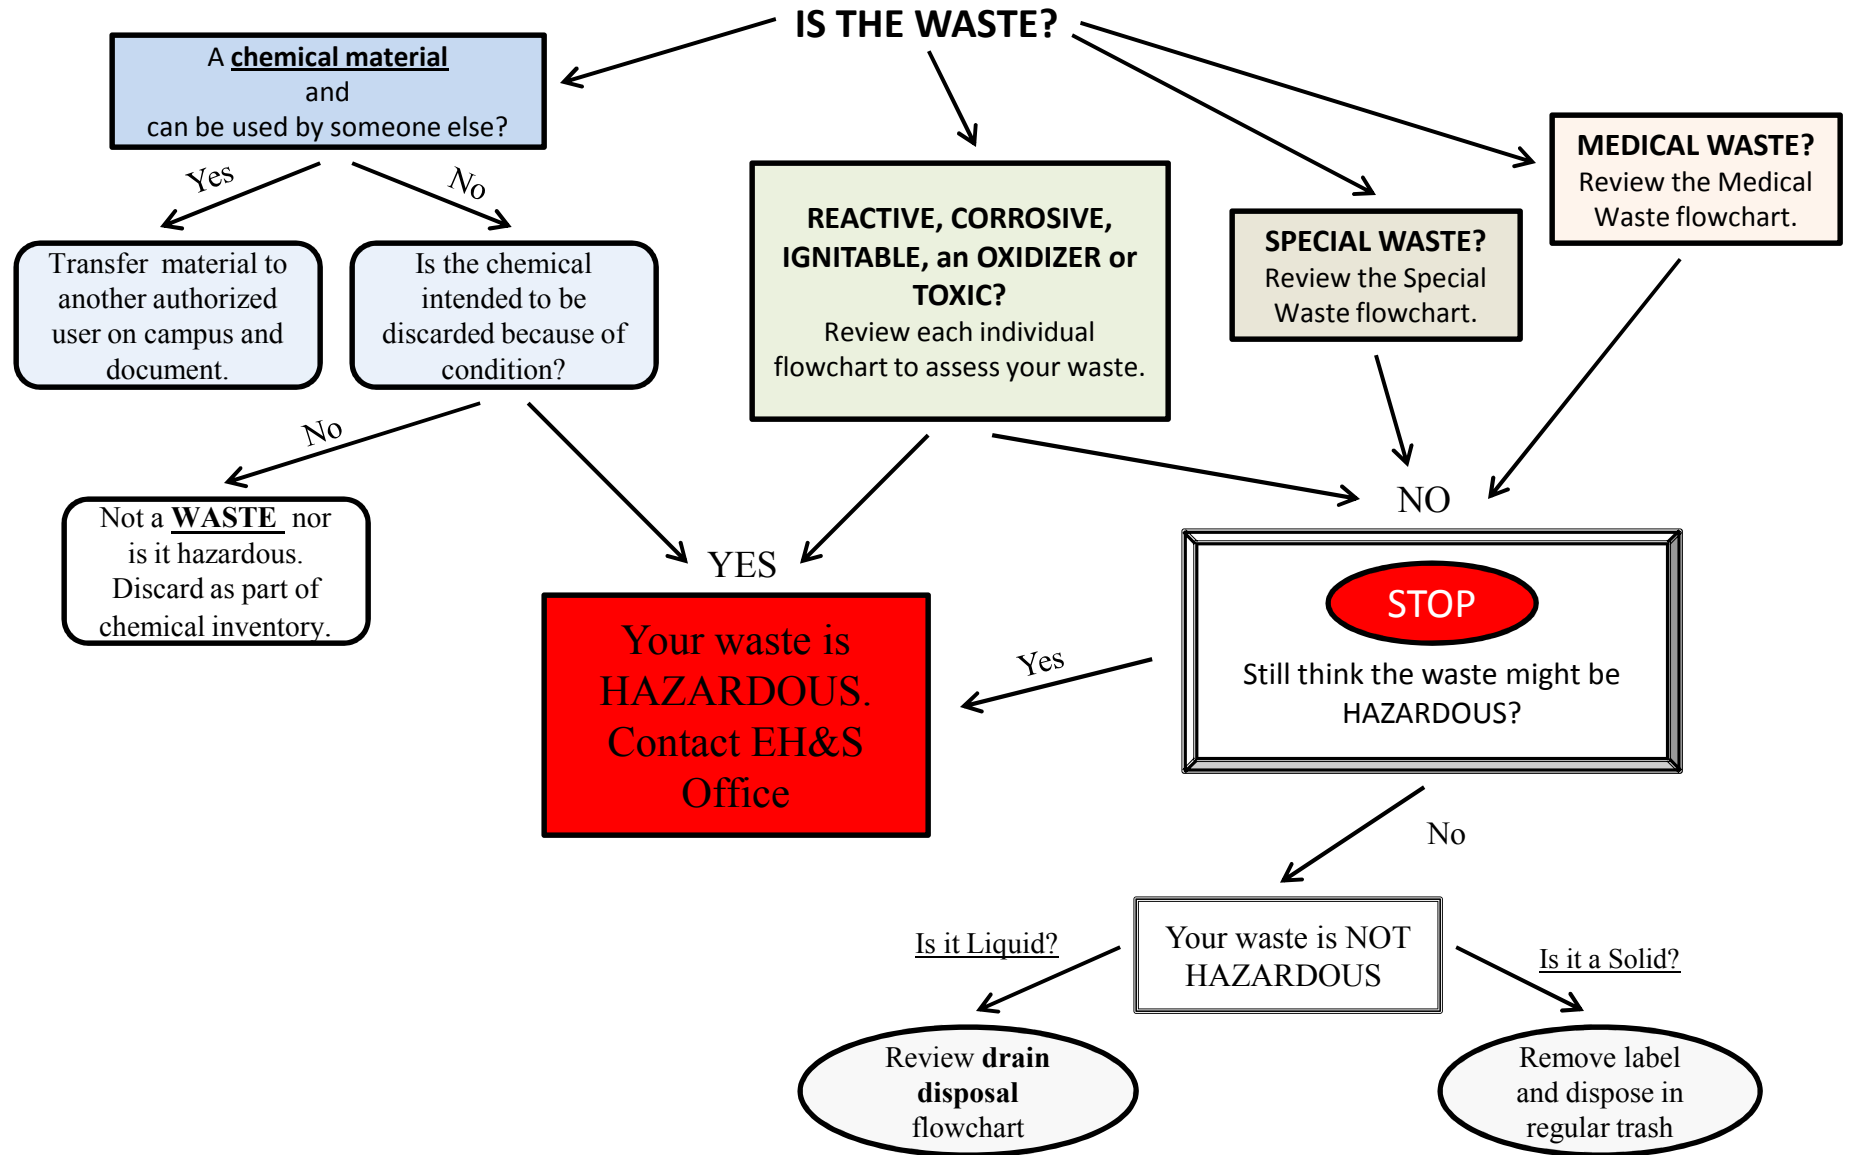 IS THE WASTE?
A chemical material
and
can be used by someone else?
Yes
No
Transfer material to
another authorized
user on campus and
document.
Is the chemical
intended to be
discarded because of
condition?
No
Not a WASTE nor
is it hazardous.
Discard as part of
chemical inventory.
REACTIVE, CORROSIVE,
IGNITABLE, an OXIDIZER or
TOXIC?
Review each individual
flowchart to assess your waste.
SPECIAL WASTE?
Review the Special
Waste flowchart.
MEDICAL WASTE?
Review the Medical
Waste flowchart.
YES
Your waste is
HAZARDOUS.
Contact EH&S
Office
NO
STOP
Still think the waste might be
HAZARDOUS?
Yes
No
Your waste is NOT
HAZARDOUS
Is it Liquid?
Is it a Solid?
Review drain
disposal
flowchart
Remove label
and dispose in
regular trash